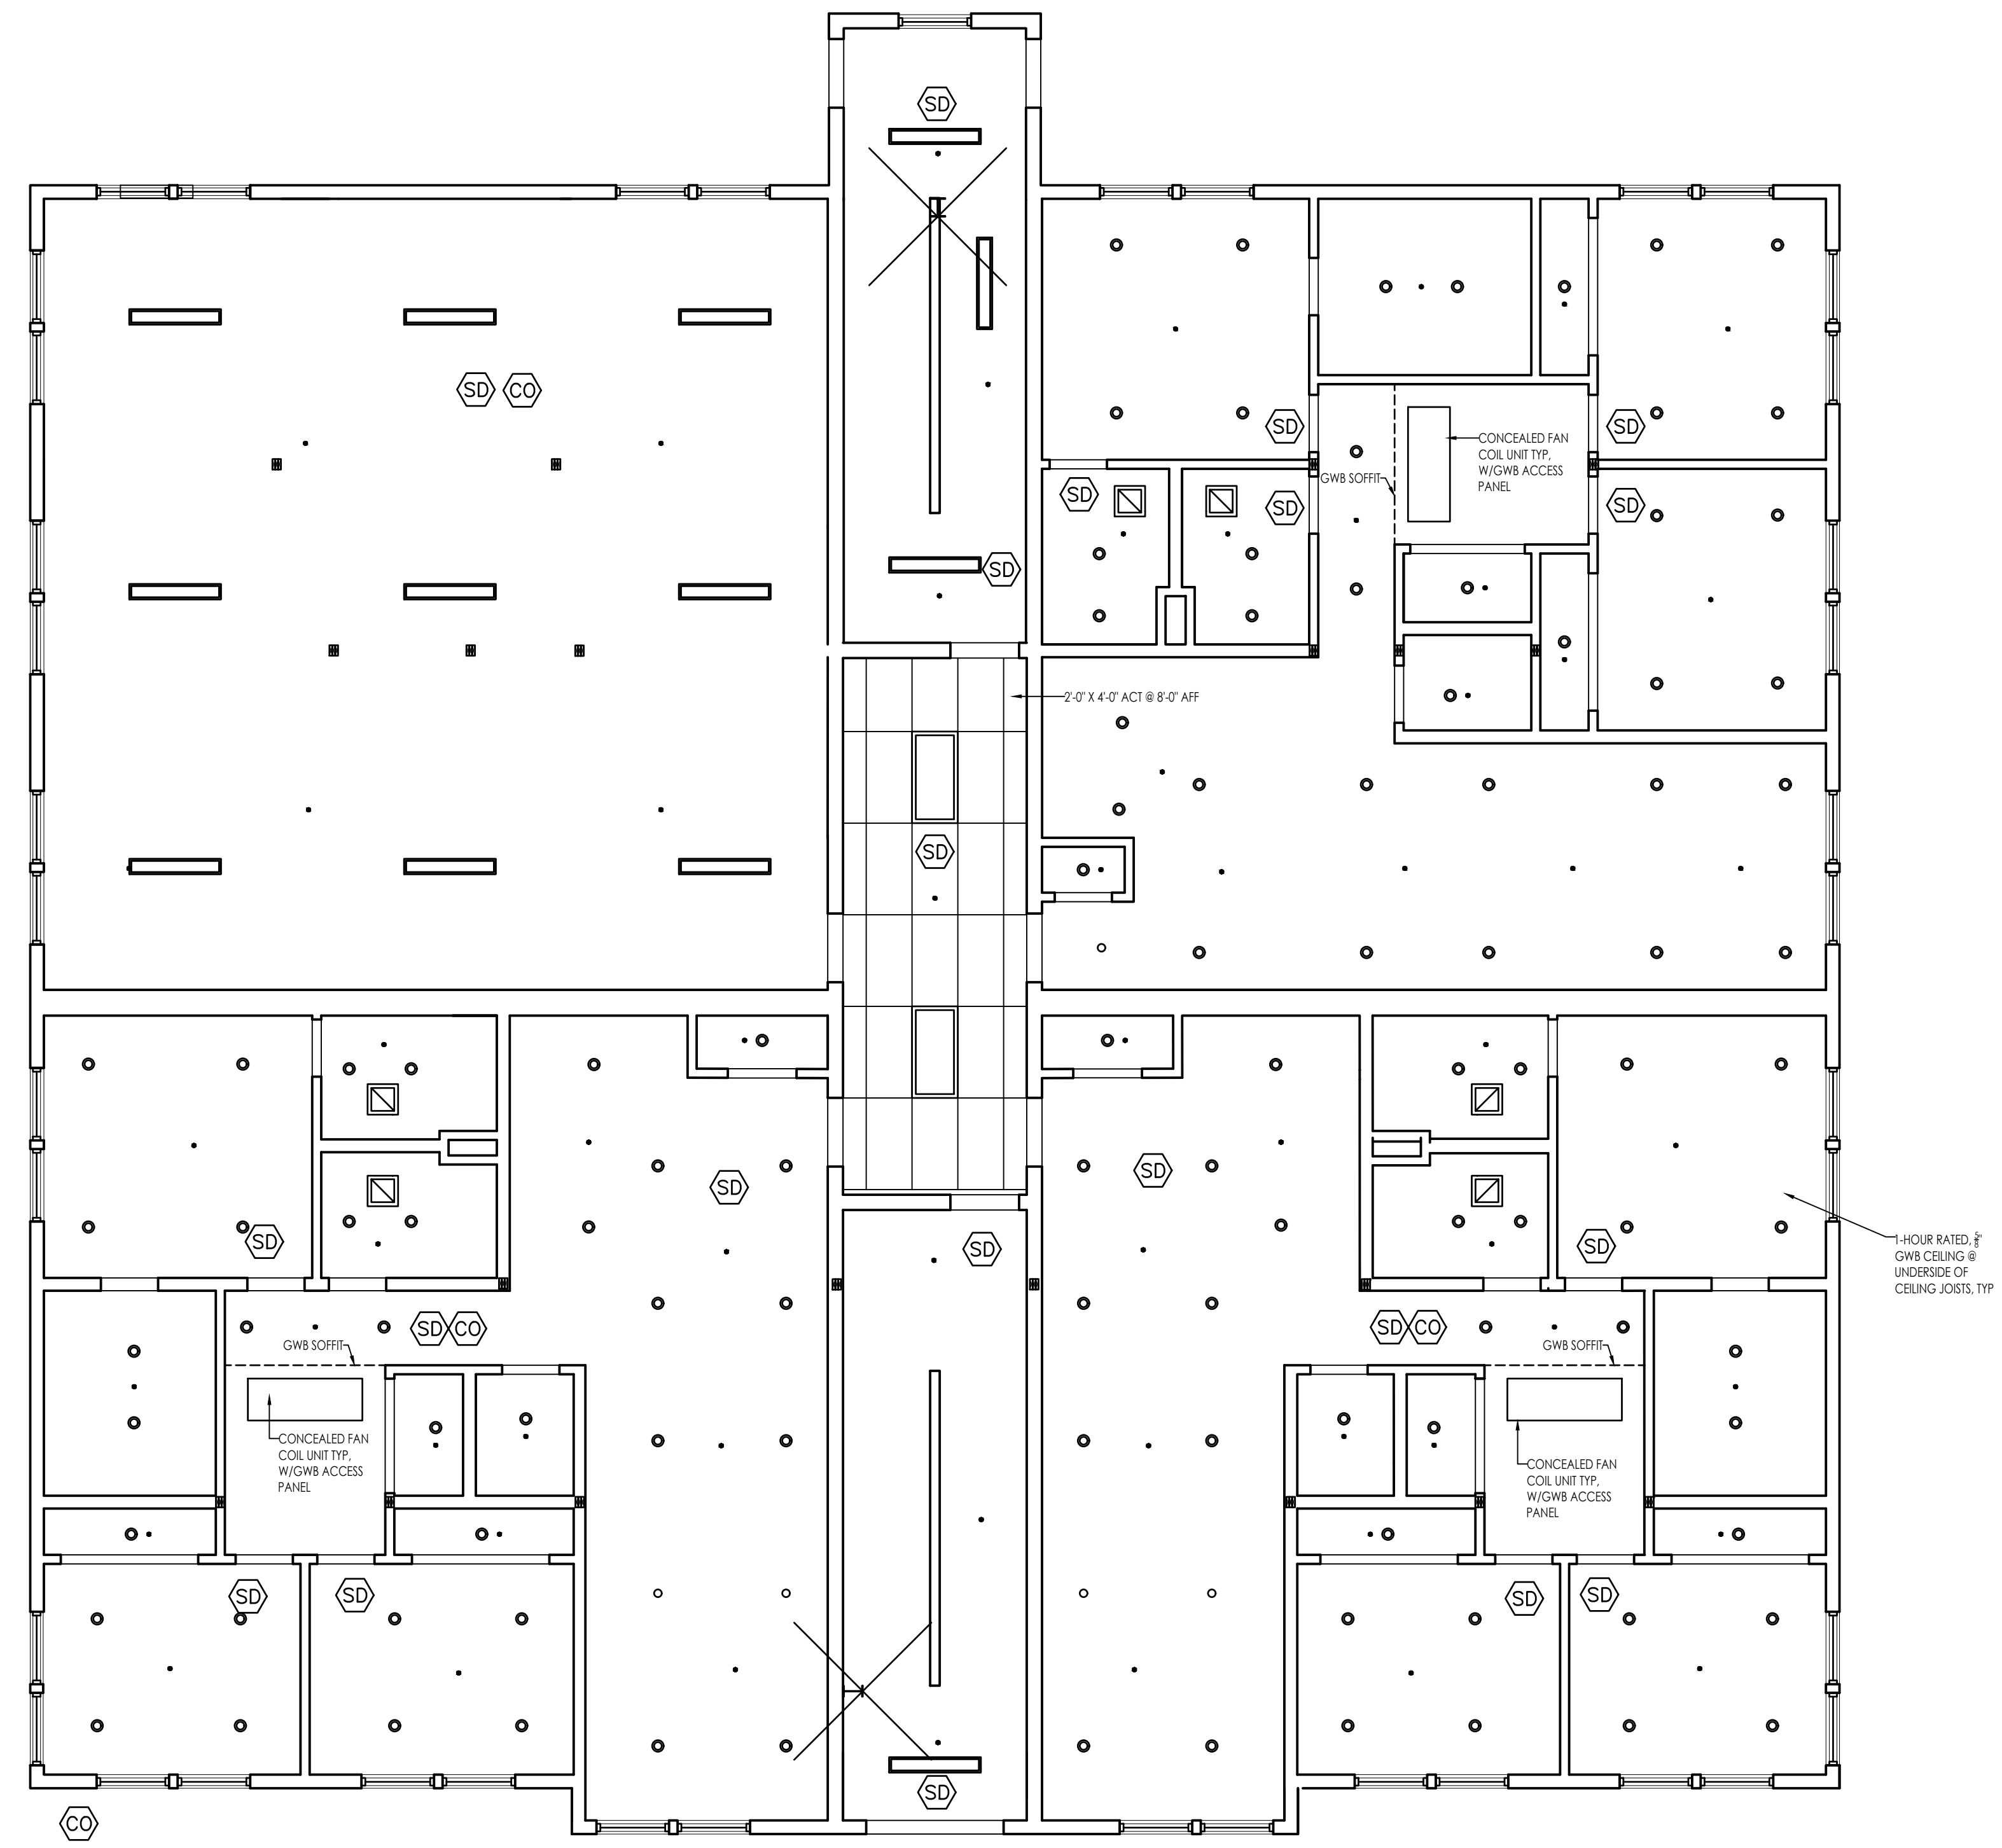 SD
SD CO
SD
SD
CONCEALED FAN
COIL UNIT TYP,
W/GWB ACCESS
PANEL
GWB SOFFIT
SD
SD
SD
SD
2'-0" X 4'-0" ACT @ 8'-0" AFF
SD
SD
SD
SD
SD
SD
1-HOUR RATED, 5/8"
GWB CEILING @
UNDERSIDE OF
CEILING JOISTS, TYP
SD CO
GWB SOFFIT
SD CO
GWB SOFFIT
CONCEALED FAN
COIL UNIT TYP,
W/GWB ACCESS
PANEL
CONCEALED FAN
COIL UNIT TYP,
W/GWB ACCESS
PANEL
SD
SD
SD
SD
SD
CO